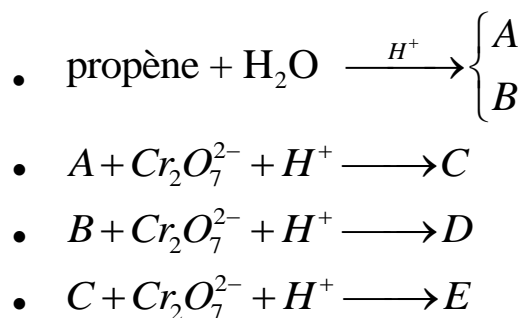 • propène + H₂O —H⁺→ { A
B
• A + Cr₂O₇²⁻ + H⁺ ⟶ C
• B + Cr₂O₇²⁻ + H⁺ ⟶ D
• C + Cr₂O₇²⁻ + H⁺ ⟶ E